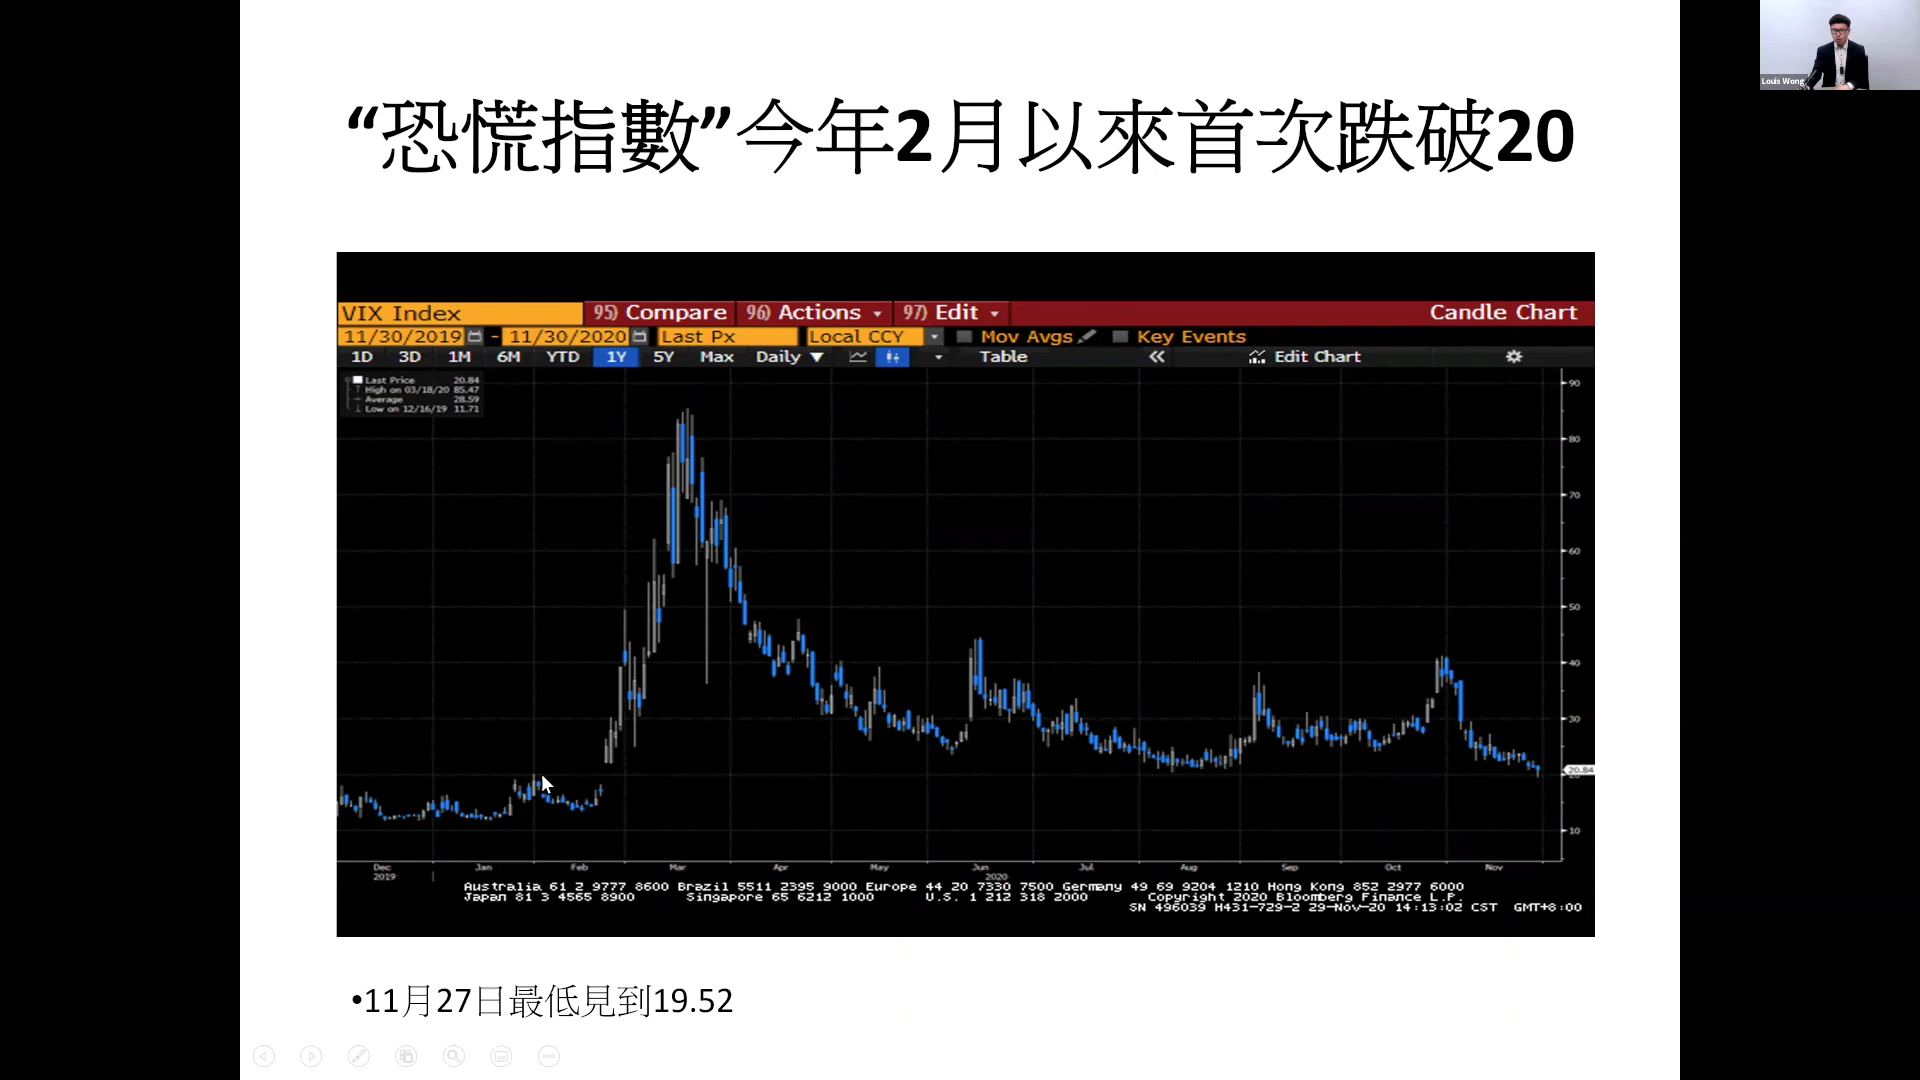 “恐慌指數”今年2月以來首次跌破20
Louis Wong
VIX Index 95) Compare 96) Actions 97) Edit Candle Chart
11/30/2019 - 11/30/2020 Last Px Local CCY Mov Avgs Key Events
1D 3D 1M 6M YTD 1Y 5Y Max Daily ▼ Table « Edit Chart
Last Price 20.84
High on 03/18/20 85.47
Average 28.59
Low on 12/16/19 11.71
90
80
70
60
50
40
30
20.84
10
Dec Jan Feb Mar Apr May Jun Jul Aug Sep Oct Nov
2019 2020
Australia 61 2 9777 8600 Brazil 5511 2395 9000 Europe 44 20 7330 7500 Germany 49 69 9204 1210 Hong Kong 852 2977 6000
Japan 81 3 4565 8900 Singapore 65 6212 1000 U.S. 1 212 318 2000 Copyright 2020 Bloomberg Finance L.P.
SN 496039 H431-729-2 29-Nov-20 14:13:02 CST GMT+8:00
•11月27日最低見到19.52